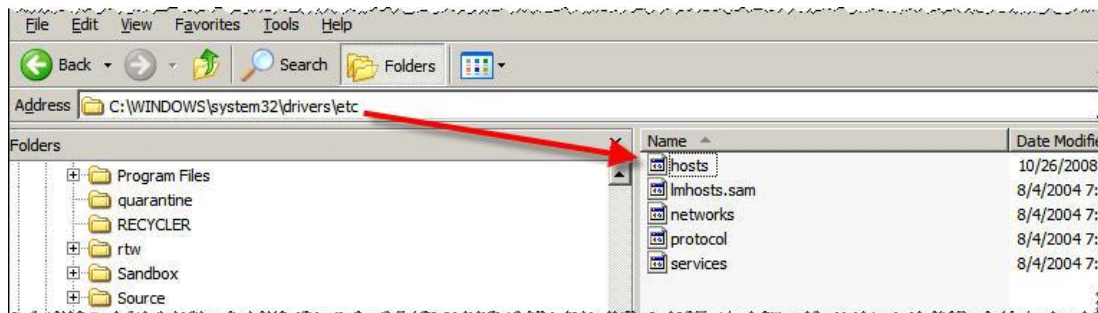 File Edit View Favorites Tools Help
Back Search Folders
Address C:\WINDOWS\system32\drivers\etc
Folders x Name Date Modifie
Program Files
quarantine
RECYCLER
rtw
Sandbox
Source
hosts 10/26/2008
lmhosts.sam 8/4/2004 7:
networks 8/4/2004 7:
protocol 8/4/2004 7:
services 8/4/2004 7: